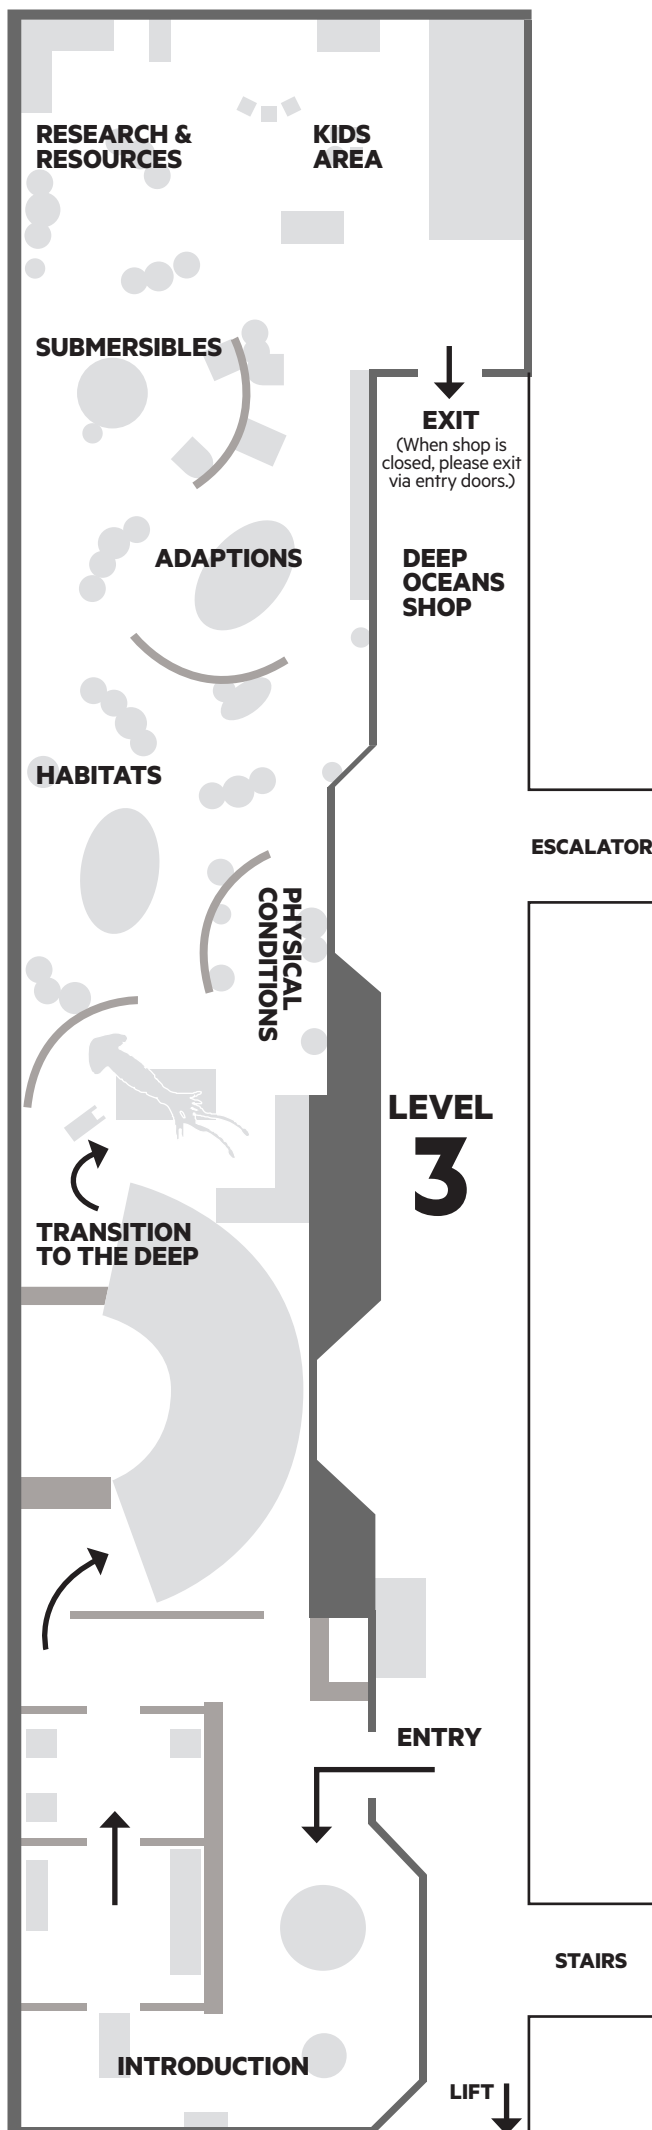 RESEARCH &
RESOURCES
KIDS
AREA
SUBMERSIBLES
EXIT
(When shop is
closed, please exit
via entry doors.)
ADAPTIONS
DEEP
OCEANS
SHOP
HABITATS
ESCALATOR
PHYSICAL
CONDITIONS
LEVEL
3
TRANSITION
TO THE DEEP
ENTRY
STAIRS
INTRODUCTION
LIFT